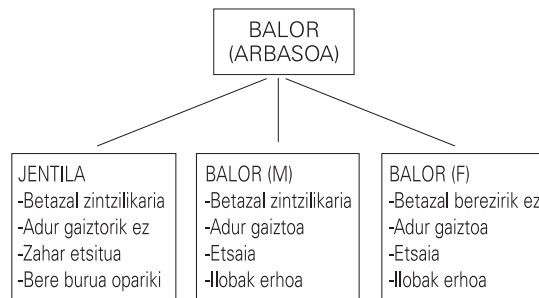 BALOR
(ARBASOA)
JENTILA
-Betazal zintzilikaria
-Adur gaiztorik ez
-Zahar etsitua
-Bere burua opariki
BALOR (M)
-Betazal zintzilikaria
-Adur gaiztoa
-Etsaia
-Ilobak erhoa
BALOR (F)
-Betazal berezirik ez
-Adur gaiztoa
-Etsaia
-Ilobak erhoa